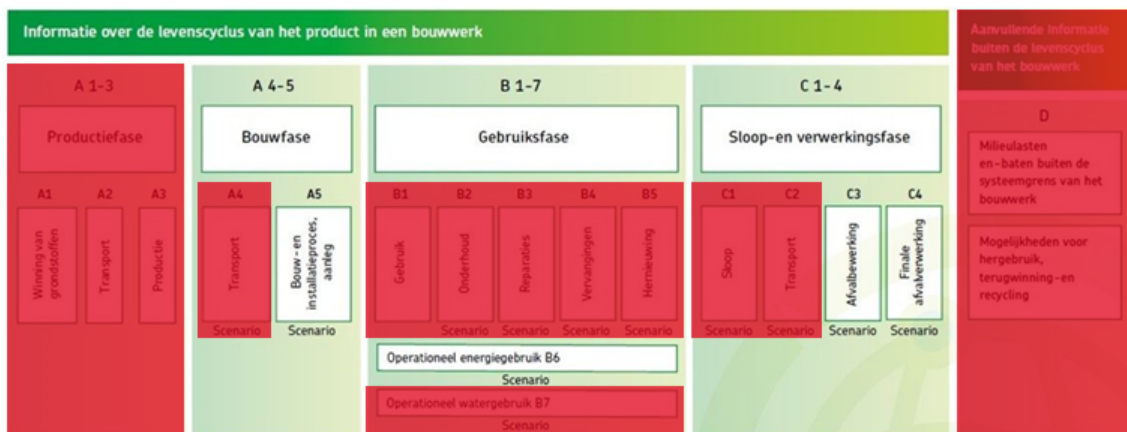 Informatie over de levenscyclus van het product in een bouwwerk
Aanvullende informatie
buiten de levenscyclus
van het bouwwerk
A 1-3
Productiefase
A1
A2
A3
Winning van
grondstoffen
Transport
Productie
A 4-5
Bouwfase
A4
A5
Transport
Bouw- en
installatieproces,
aanleg
Scenario
Scenario
B 1-7
Gebruiksfase
B1
B2
B3
B4
B5
Gebruik
Onderhoud
Reparaties
Vervangingen
Hernieuwing
Scenario
Scenario
Scenario
Scenario
Operationeel energiegebruik B6
Scenario
Operationeel watergebruik B7
Scenario
C 1-4
Sloop-en verwerkingsfase
C1
C2
C3
C4
Sloop
Transport
Afvalbewerking
Finale
afvalverwerking
Scenario
Scenario
Scenario
Scenario
D
Milieulasten
en-baten buiten de
systeemgrens van het
bouwwerk
Mogelijkheden voor
hergebruik,
terugwinning-en
recycling